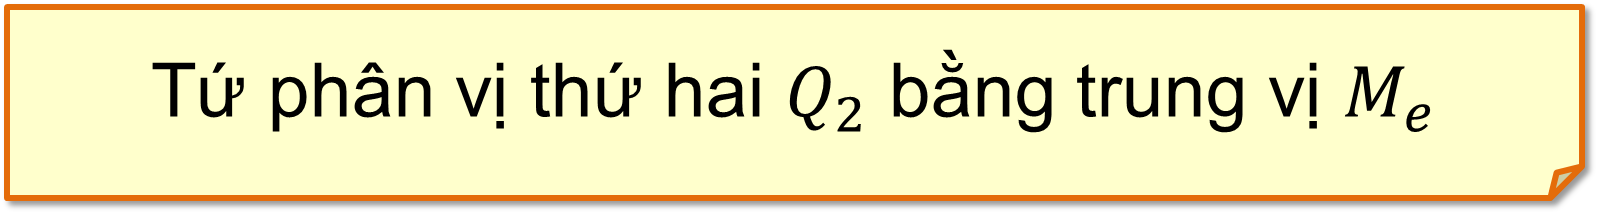 Tứ phân vị thứ hai Q₂ bằng trung vị Mₑ